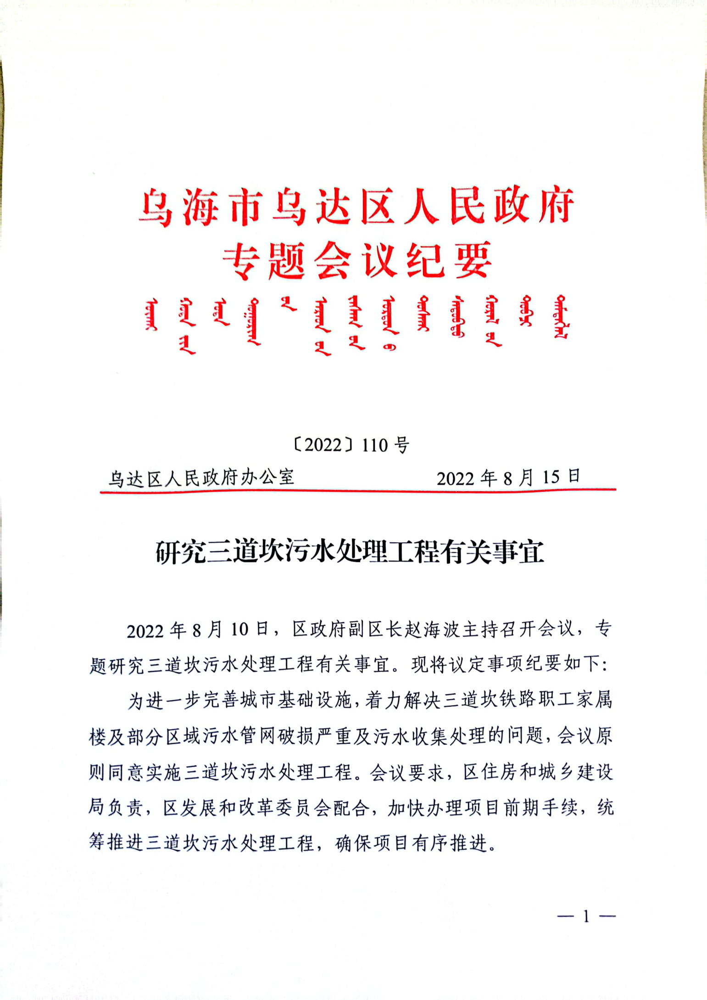 乌海市乌达区人民政府
专题会议纪要
〔2022〕110 号
乌达区人民政府办公室 2022 年 8 月 15 日
研究三道坎污水处理工程有关事宜
2022 年 8 月 10 日，区政府副区长赵海波主持召开会议，专
题研究三道坎污水处理工程有关事宜。现将议定事项纪要如下：
为进一步完善城市基础设施，着力解决三道坎铁路职工家属
楼及部分区域污水管网破损严重及污水收集处理的问题，会议原
则同意实施三道坎污水处理工程。会议要求，区住房和城乡建设
局负责，区发展和改革委员会配合，加快办理项目前期手续，统
筹推进三道坎污水处理工程，确保项目有序推进。
— 1 —